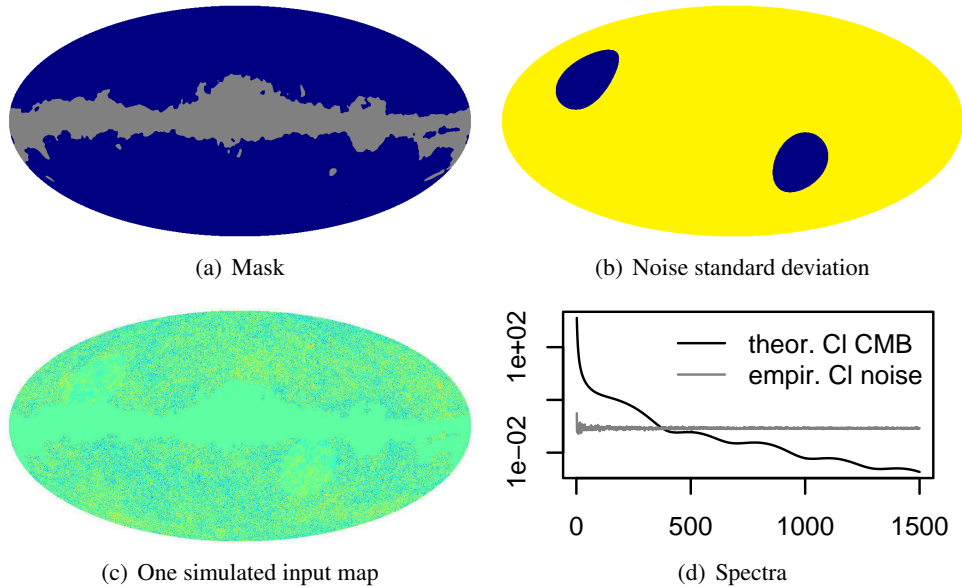 (a) Mask
(b) Noise standard deviation
1e+02
1e-02
theor. Cl CMB
empir. Cl noise
0
500
1000
1500
(c) One simulated input map
(d) Spectra